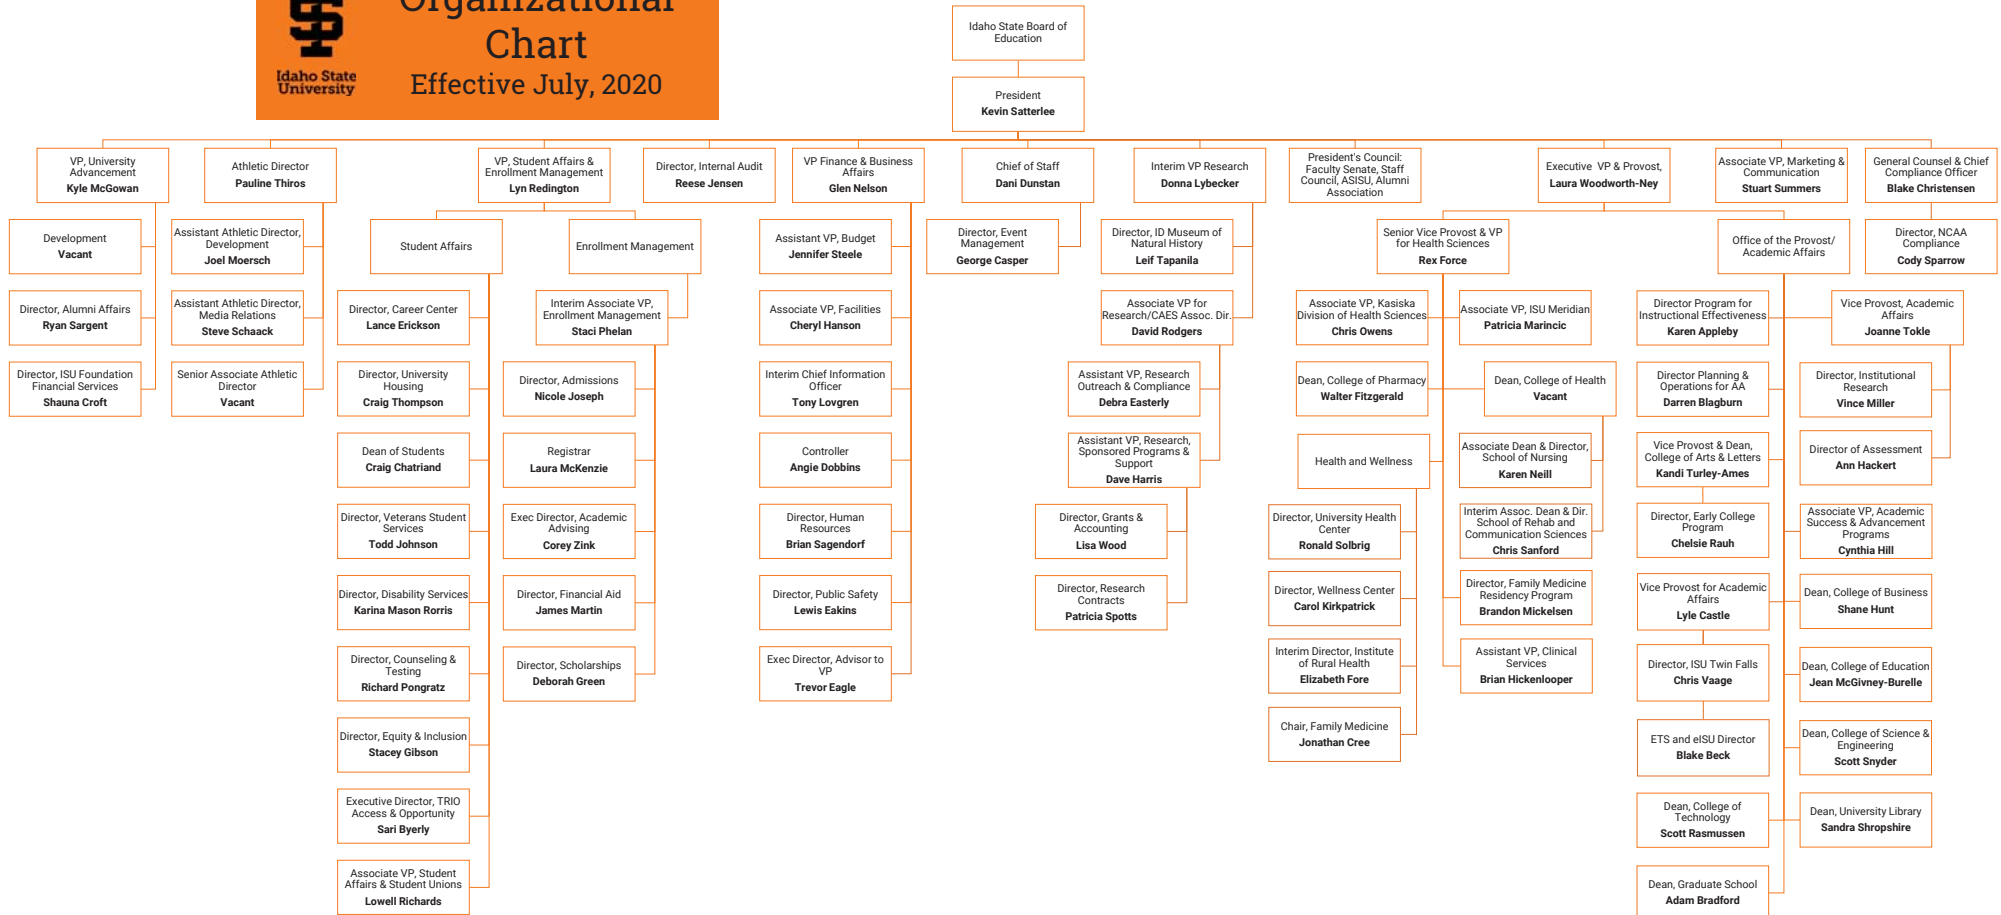 Organizational
Chart
Effective July, 2020
Idaho State
University
Idaho State Board of
Education
President
Kevin Satterlee
VP, University
Advancement
Kyle McGowan
Athletic Director
Pauline Thiros
VP, Student Affairs &
Enrollment Management
Lyn Redington
Director, Internal Audit
Reese Jensen
VP Finance & Business
Affairs
Glen Nelson
Chief of Staff
Dani Dunstan
Interim VP Research
Donna Lybecker
President's Council:
Faculty Senate, Staff
Council, ASISU, Alumni
Association
Executive VP & Provost,
Laura Woodworth-Ney
Associate VP, Marketing &
Communication
Stuart Summers
General Counsel & Chief
Compliance Officer
Blake Christensen
Development
Vacant
Director, Alumni Affairs
Ryan Sargent
Director, ISU Foundation
Financial Services
Shauna Croft
Assistant Athletic Director,
Development
Joel Moersch
Assistant Athletic Director,
Media Relations
Steve Schaack
Senior Associate Athletic
Director
Vacant
Student Affairs
Director, Career Center
Lance Erickson
Director, University
Housing
Craig Thompson
Dean of Students
Craig Chatriand
Director, Veterans Student
Services
Todd Johnson
Director, Disability Services
Karina Mason Rorris
Director, Counseling &
Testing
Richard Pongratz
Director, Equity & Inclusion
Stacey Gibson
Executive Director, TRIO
Access & Opportunity
Sari Byerly
Associate VP, Student
Affairs & Student Unions
Lowell Richards
Enrollment Management
Interim Associate VP,
Enrollment Management
Staci Phelan
Director, Admissions
Nicole Joseph
Registrar
Laura McKenzie
Exec Director, Academic
Advising
Corey Zink
Director, Financial Aid
James Martin
Director, Scholarships
Deborah Green
Assistant VP, Budget
Jennifer Steele
Associate VP, Facilities
Cheryl Hanson
Interim Chief Information
Officer
Tony Lovgren
Controller
Angie Dobbins
Director, Human
Resources
Brian Sagendorf
Director, Public Safety
Lewis Eakins
Exec Director, Advisor to
VP
Trevor Eagle
Director, Event
Management
George Casper
Director, ID Museum of
Natural History
Leif Tapanila
Associate VP for
Research/CAES Assoc. Dir.
David Rodgers
Assistant VP, Research
Outreach & Compliance
Debra Easterly
Assistant VP, Research,
Sponsored Programs &
Support
Dave Harris
Director, Grants &
Accounting
Lisa Wood
Director, Research
Contracts
Patricia Spotts
Senior Vice Provost & VP
for Health Sciences
Rex Force
Associate VP, Kasiska
Division of Health Sciences
Chris Owens
Associate VP, ISU Meridian
Patricia Marincic
Dean, College of Pharmacy
Walter Fitzgerald
Dean, College of Health
Vacant
Health and Wellness
Associate Dean & Director,
School of Nursing
Karen Neill
Director, University Health
Center
Ronald Solbrig
Interim Assoc. Dean & Dir.
School of Rehab and
Communication Sciences
Chris Sanford
Director, Wellness Center
Carol Kirkpatrick
Director, Family Medicine
Residency Program
Brandon Mickelsen
Interim Director, Institute
of Rural Health
Elizabeth Fore
Assistant VP, Clinical
Services
Brian Hickenlooper
Chair, Family Medicine
Jonathan Cree
Office of the Provost/
Academic Affairs
Director Program for
Instructional Effectiveness
Karen Appleby
Vice Provost, Academic
Affairs
Joanne Tokle
Director Planning &
Operations for AA
Darren Blagburn
Director, Institutional
Research
Vince Miller
Vice Provost & Dean,
College of Arts & Letters
Kandi Turley-Ames
Director of Assessment
Ann Hackert
Director, Early College
Program
Chelsie Rauh
Associate VP, Academic
Success & Advancement
Programs
Cynthia Hill
Vice Provost for Academic
Affairs
Lyle Castle
Dean, College of Business
Shane Hunt
Director, ISU Twin Falls
Chris Vaage
Dean, College of Education
Jean McGivney-Burelle
ETS and eISU Director
Blake Beck
Dean, College of Science &
Engineering
Scott Snyder
Dean, College of
Technology
Scott Rasmussen
Dean, University Library
Sandra Shropshire
Dean, Graduate School
Adam Bradford
Director, NCAA
Compliance
Cody Sparrow